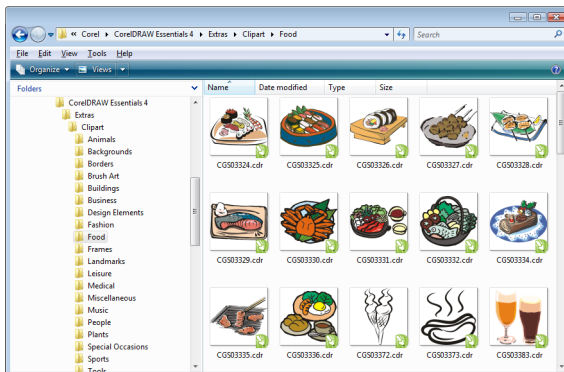 « Corel ▸ CorelDRAW Essentials 4 ▸ Extras ▸ Clipart ▸ Food
Search
File Edit View Tools Help
Organize Views
Folders
Name Date modified Type Size
CorelDRAW Essentials 4
Extras
Clipart
Animals
Backgrounds
Borders
Brush Art
Buildings
Business
Design Elements
Fashion
Food
Frames
Landmarks
Leisure
Medical
Miscellaneous
Music
People
Plants
Special Occasions
Sports
Tools
CGS03324.cdr CGS03325.cdr CGS03326.cdr CGS03327.cdr CGS03328.cdr
CGS03329.cdr CGS03330.cdr CGS03331.cdr CGS03332.cdr CGS03334.cdr
CGS03335.cdr CGS03336.cdr CGS03372.cdr CGS03373.cdr CGS03383.cdr